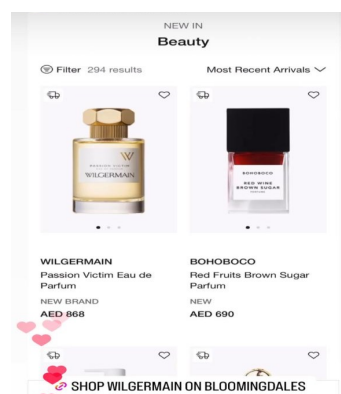 NEW IN
Beauty
Filter 294 results
Most Recent Arrivals
PASSION VICTIM
W
WILGERMAIN
BOHOBOCO
RED WINE
BROWN SUGAR
WILGERMAIN
Passion Victim Eau de
Parfum
NEW BRAND
AED 868
BOHOBOCO
Red Fruits Brown Sugar
Parfum
NEW
AED 690
SHOP WILGERMAIN ON BLOOMINGDALES